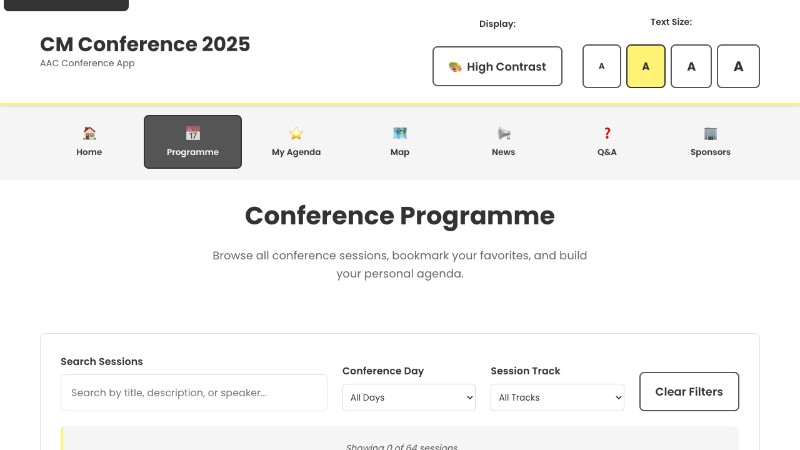 CM Conference 2025
AAC Conference App
Display:
High Contrast
Text Size:
A
A
A
A
17
Home
Programme
My Agenda
Map
News
Q&A
Sponsors
Conference Programme
Browse all conference sessions, bookmark your favorites, and build
your personal agenda.
Search Sessions
Search by title, description, or speaker...
Conference Day
All Days
Session Track
All Tracks
Clear Filters
Showing 0 of 64 sessions